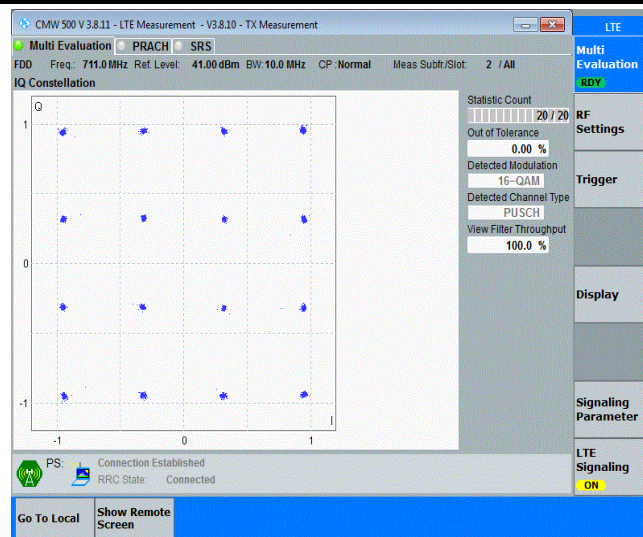 CMW 500 V 3.8.11 - LTE Measurement - V3.8.10 - TX Measurement
LTE
Multi Evaluation PRACH SRS
FDD Freq.: 711.0 MHz Ref. Level: 41.00 dBm BW: 10.0 MHz CP : Normal Meas Subfr./Slot: 2 / All
IQ Constellation
Q
1
0
-1
-1 0 1
I
Statistic Count
20 / 20
Out of Tolerance
0.00 %
Detected Modulation
16-QAM
Detected Channel Type
PUSCH
View Filter Throughput
100.0 %
Multi
Evaluation
RDY
RF
Settings
Trigger
Display
Signaling
Parameter
LTE
Signaling
ON
PS: Connection Established
RRC State: Connected
Go To Local
Show Remote
Screen